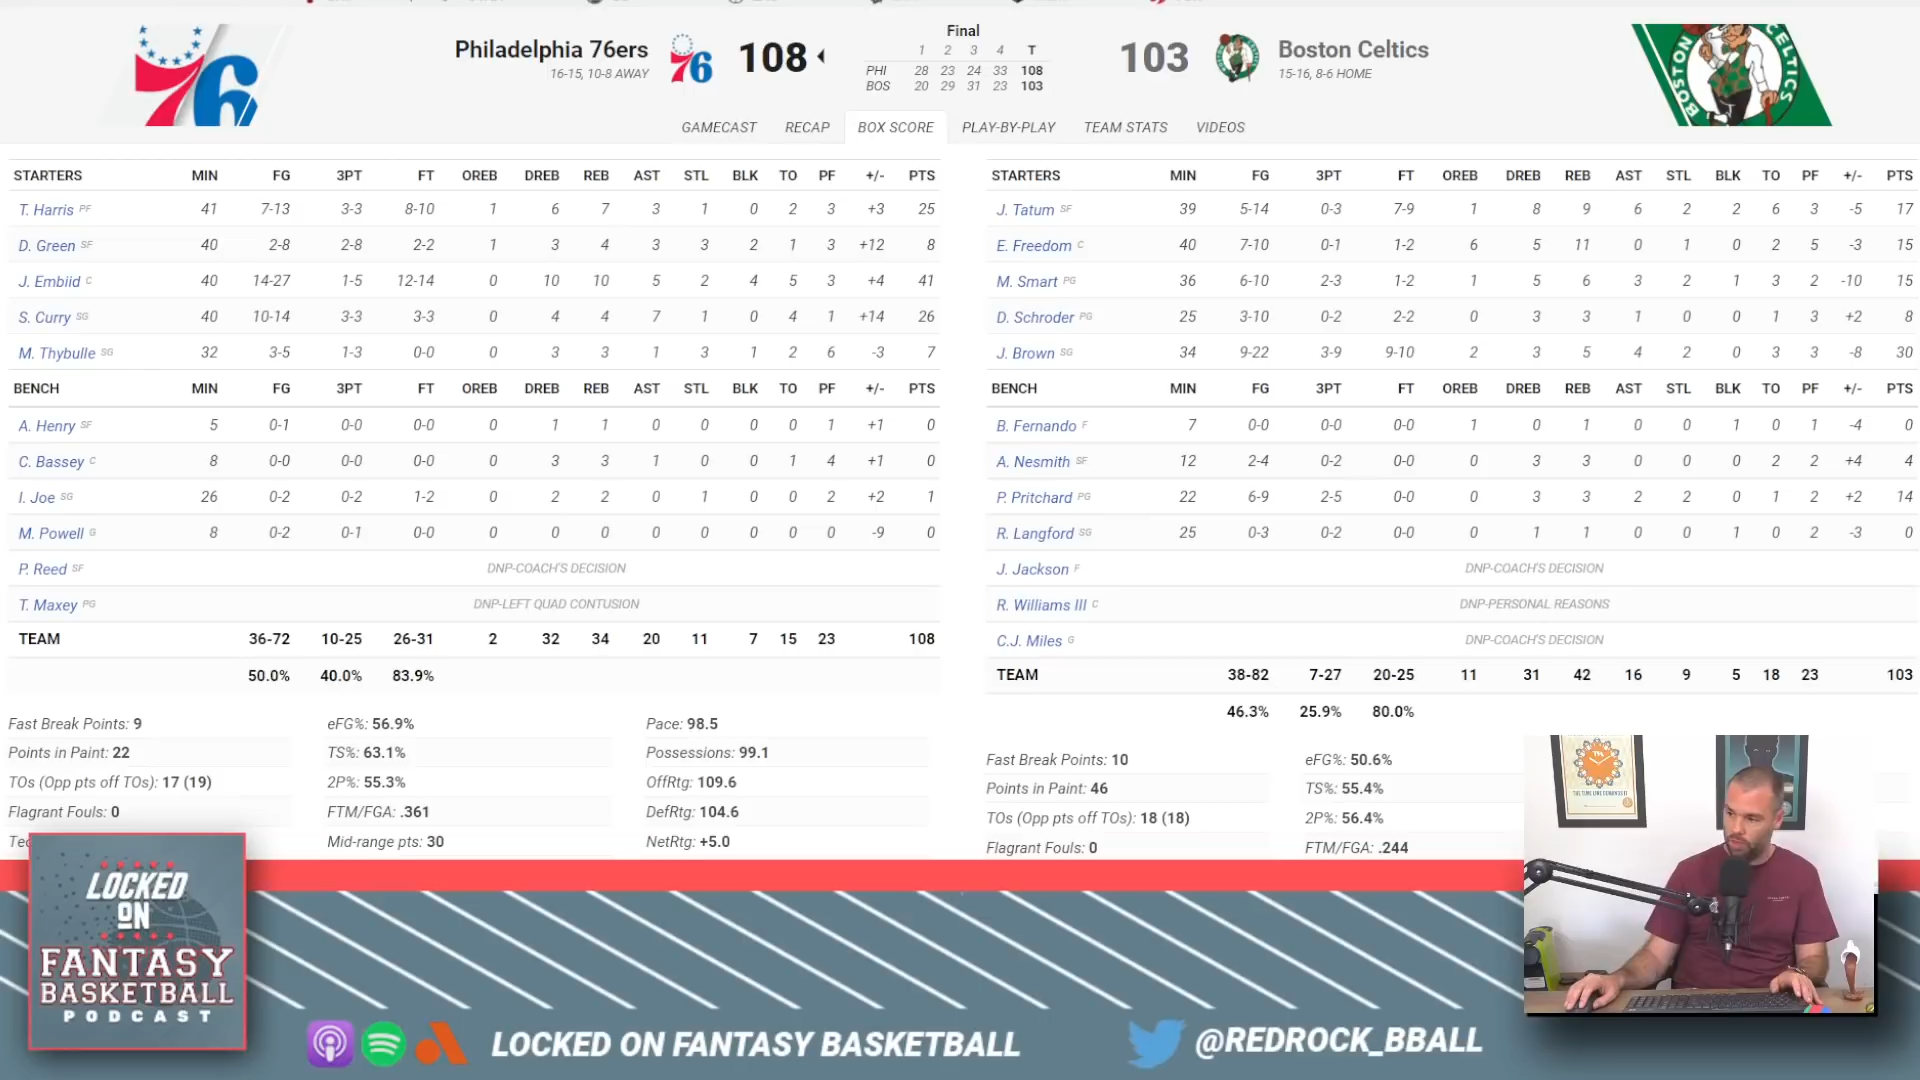 Final
Philadelphia 76ers 108
16-15, 10-8 AWAY
1 2 3 4 T
PHI 28 23 24 33 108
BOS 20 29 31 23 103
103 Boston Celtics
15-16, 8-6 HOME
76
76
BOSTON CELTICS
GAMECAST RECAP BOX SCORE PLAY-BY-PLAY TEAM STATS VIDEOS
STARTERS MIN FG 3PT FT OREB DREB REB AST STL BLK TO PF +/- PTS
T. Harris PF 41 7-13 3-3 8-10 1 6 7 3 1 0 2 3 +3 25
D. Green SF 40 2-8 2-8 2-2 1 3 4 3 3 2 1 3 +12 8
J. Embiid C 40 14-27 1-5 12-14 0 10 10 5 2 4 5 3 +4 41
S. Curry SG 40 10-14 3-3 3-3 0 4 4 7 1 0 4 1 +14 26
M. Thybulle SG 32 3-5 1-3 0-0 0 3 3 1 3 1 2 6 -3 7
BENCH MIN FG 3PT FT OREB DREB REB AST STL BLK TO PF +/- PTS
A. Henry SF 5 0-1 0-0 0-0 0 1 1 0 0 0 0 1 +1 0
C. Bassey C 8 0-0 0-0 0-0 0 3 3 1 0 0 1 4 +1 0
I. Joe SG 26 0-2 0-2 1-2 0 2 2 0 1 0 0 2 +2 1
M. Powell G 8 0-2 0-1 0-0 0 0 0 0 0 0 0 0 -9 0
P. Reed SF DNP-COACH'S DECISION
T. Maxey PG DNP-LEFT QUAD CONTUSION
TEAM 36-72 10-25 26-31 2 32 34 20 11 7 15 23 108
50.0% 40.0% 83.9%
Fast Break Points: 9 eFG%: 56.9% Pace: 98.5
Points in Paint: 22 TS%: 63.1% Possessions: 99.1
TOs (Opp pts off TOs): 17 (19) 2P%: 55.3% OffRtg: 109.6
Flagrant Fouls: 0 FTM/FGA: .361 DefRtg: 104.6
Mid-range pts: 30 NetRtg: +5.0
STARTERS MIN FG 3PT FT OREB DREB REB AST STL BLK TO PF +/- PTS
J. Tatum SF 39 5-14 0-3 7-9 1 8 9 6 2 2 6 3 -5 17
E. Freedom C 40 7-10 0-1 1-2 6 5 11 0 1 0 2 5 -3 15
M. Smart PG 36 6-10 2-3 1-2 1 5 6 3 2 1 3 2 -10 15
D. Schroder PG 25 3-10 0-2 2-2 0 3 3 1 0 0 1 3 +2 8
J. Brown SG 34 9-22 3-9 9-10 2 3 5 4 2 0 3 3 -8 30
BENCH MIN FG 3PT FT OREB DREB REB AST STL BLK TO PF +/- PTS
B. Fernando F 7 0-0 0-0 0-0 1 0 1 0 0 1 0 1 -4 0
A. Nesmith SF 12 2-4 0-2 0-0 0 3 3 0 0 0 2 2 +4 4
P. Pritchard PG 22 6-9 2-5 0-0 0 3 3 2 2 0 1 2 +2 14
R. Langford SG 25 0-3 0-2 0-0 0 1 1 0 0 1 0 2 -3 0
J. Jackson F DNP-COACH'S DECISION
R. Williams III C DNP-PERSONAL REASONS
C.J. Miles G DNP-COACH'S DECISION
TEAM 38-82 7-27 20-25 11 31 42 16 9 5 18 23 103
46.3% 25.9% 80.0%
Fast Break Points: 10 eFG%: 50.6%
Points in Paint: 46 TS%: 55.4%
TOs (Opp pts off TOs): 18 (18) 2P%: 56.4%
Flagrant Fouls: 0 FTM/FGA: .244
LOCKED
ON
FANTASY
BASKETBALL
PODCAST
LOCKED ON FANTASY BASKETBALL
@REDROCK_BBALL